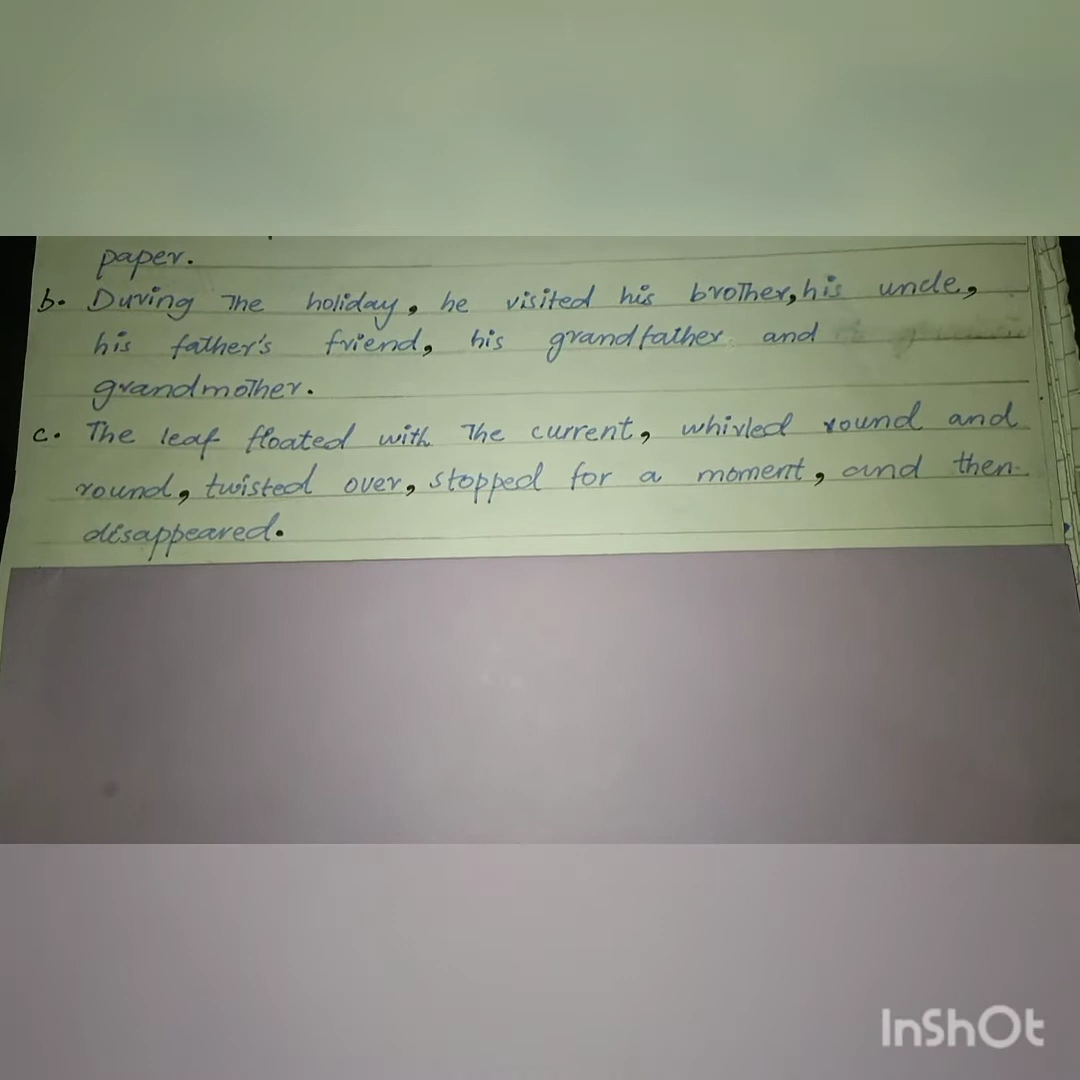 paper.
b. During the holiday, he visited his brother, his uncle,
his father's friend, his grandfather and
grandmother.
c. The leaf floated with the current, whirled round and
round, twisted over, stopped for a moment, and then
disappeared.
InShOt